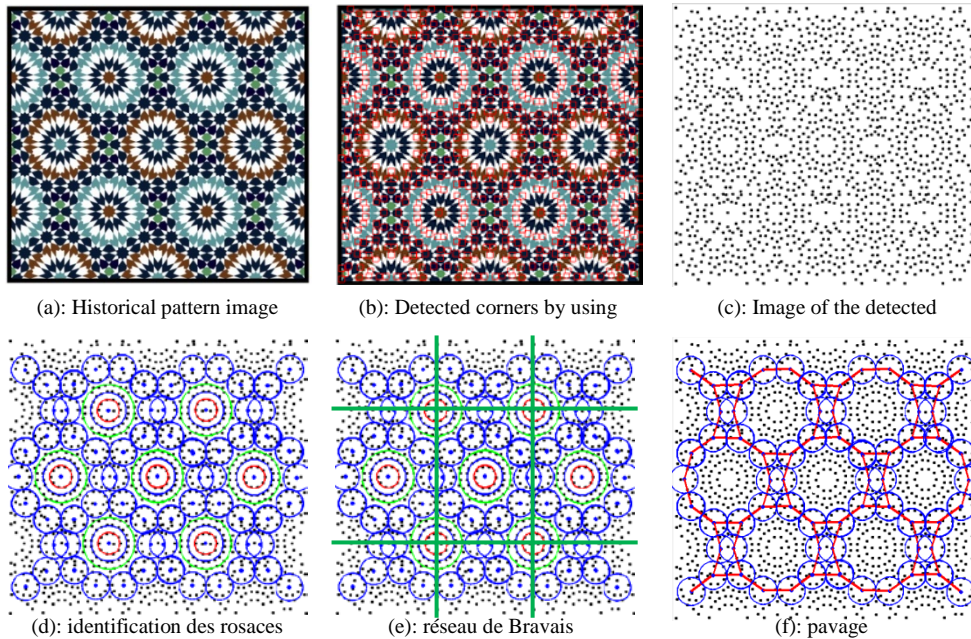 (a): Historical pattern image
(b): Detected corners by using
(c): Image of the detected
(d): identification des rosaces
(e): réseau de Bravais
(f): pavage